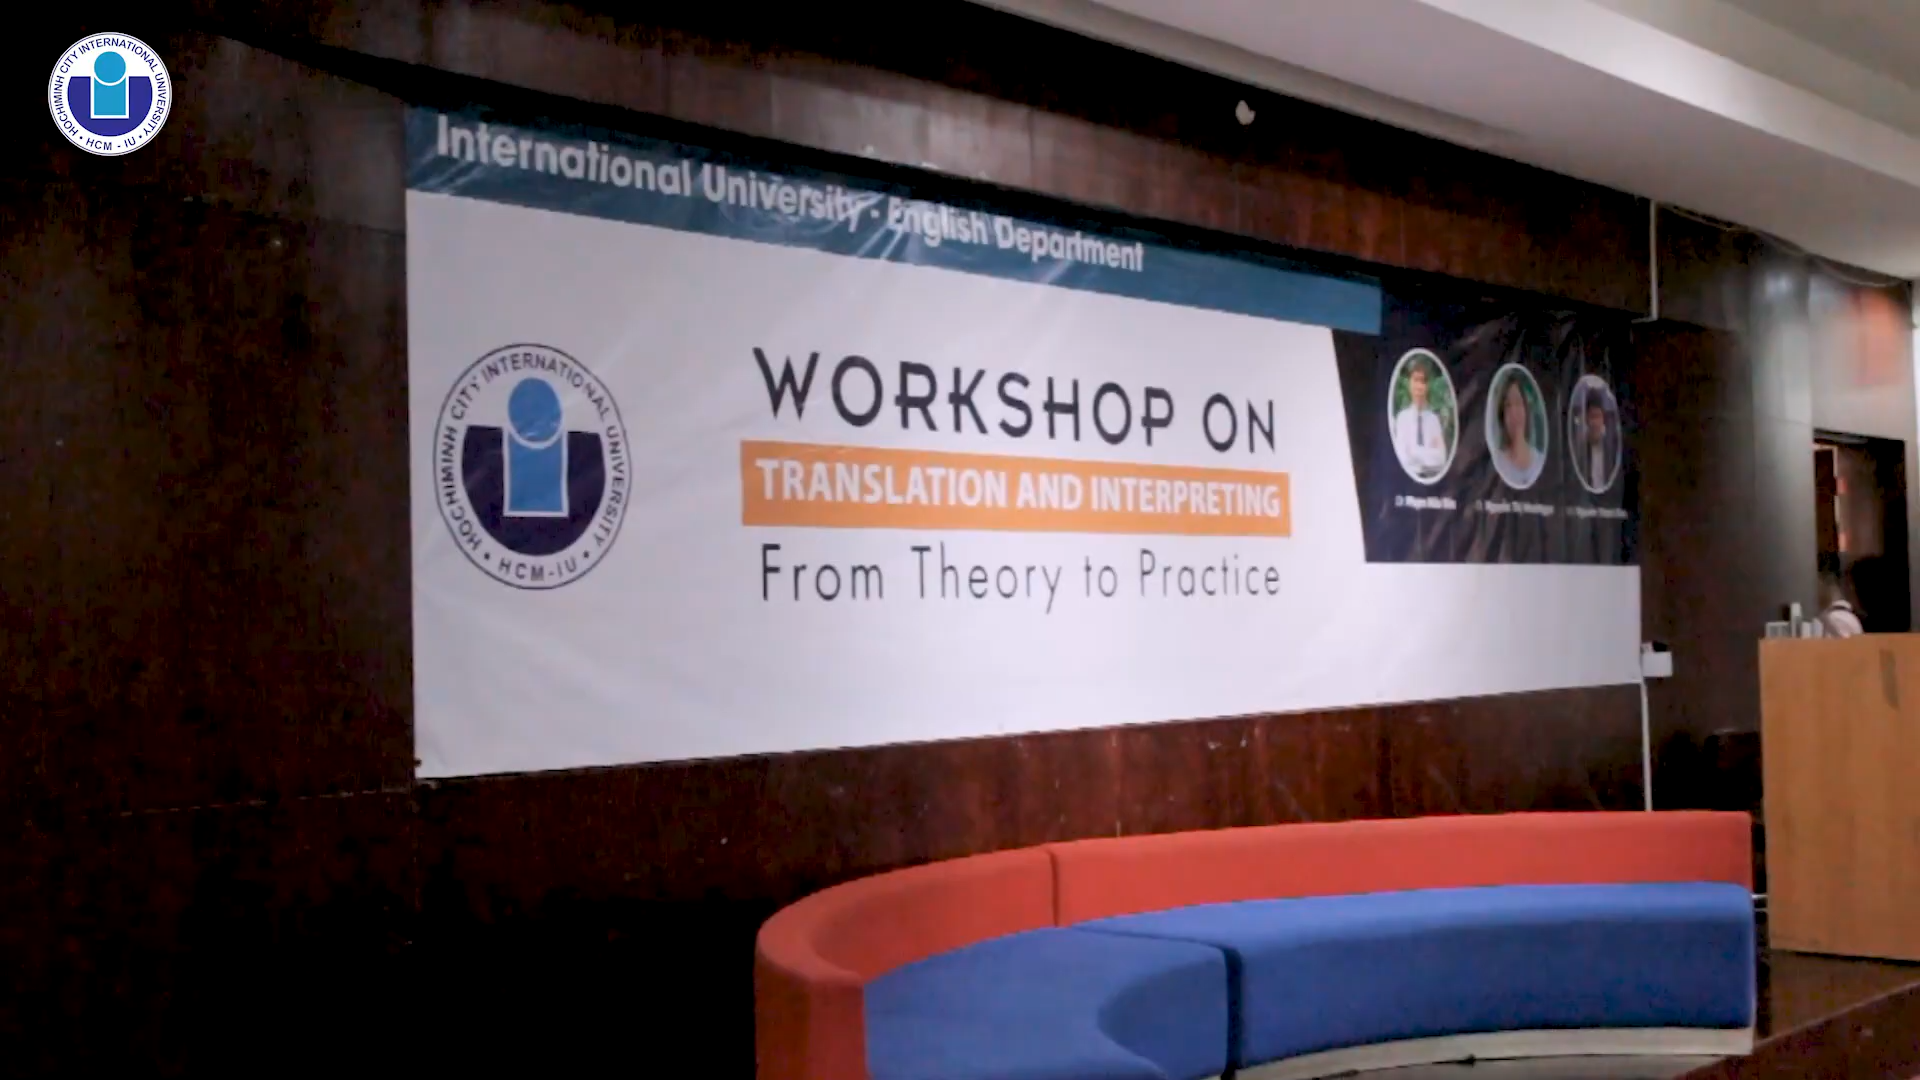 HOCHIMINH CITY INTERNATIONAL UNIVERSITY
• HCM - IU •
International University - English Department
HOCHIMINH CITY INTERNATIONAL UNIVERSITY
• HCM-IU •
WORKSHOP ON
TRANSLATION AND INTERPRETING
From Theory to Practice